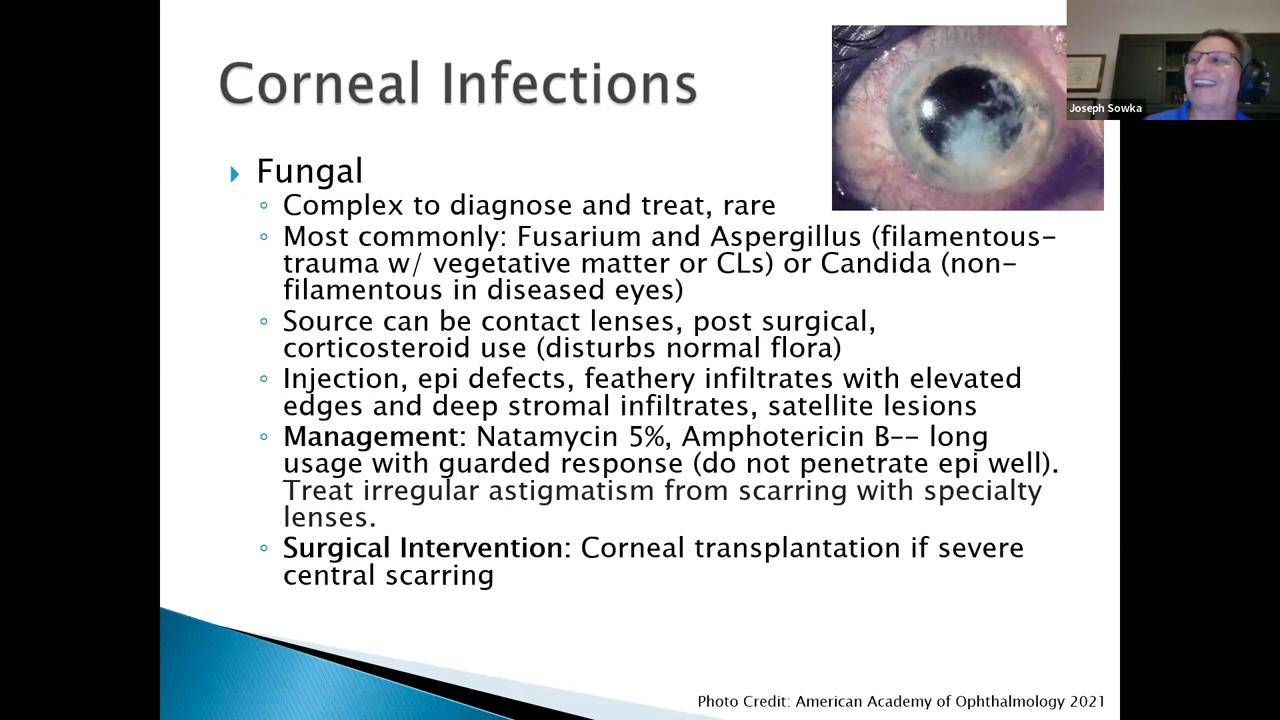 Corneal Infections
Joseph Sowka
Fungal
Complex to diagnose and treat, rare
Most commonly: Fusarium and Aspergillus (filamentous-
trauma w/ vegetative matter or CLs) or Candida (non-
filamentous in diseased eyes)
Source can be contact lenses, post surgical,
corticosteroid use (disturbs normal flora)
Injection, epi defects, feathery infiltrates with elevated
edges and deep stromal infiltrates, satellite lesions
Management: Natamycin 5%, Amphotericin B-- long
usage with guarded response (do not penetrate epi well).
Treat irregular astigmatism from scarring with specialty
lenses.
Surgical Intervention: Corneal transplantation if severe
central scarring
Photo Credit: American Academy of Ophthalmology 2021